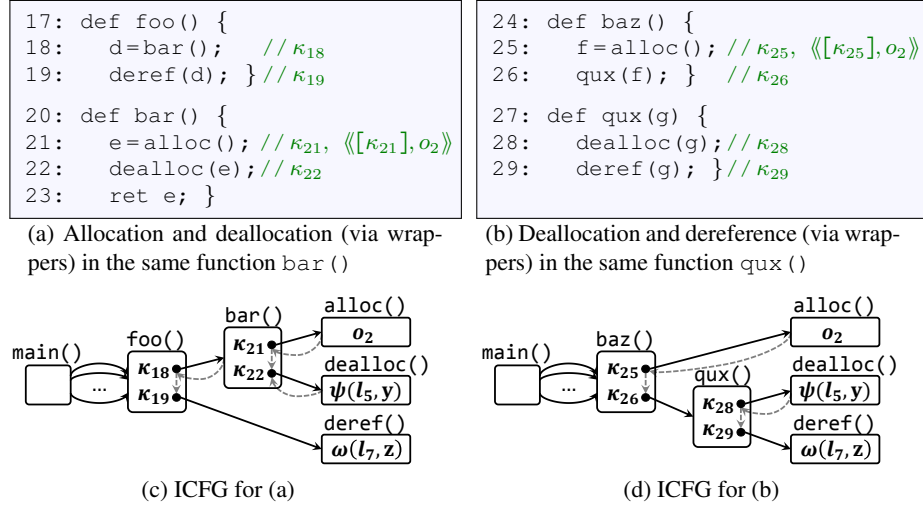 17: def foo() {
18: d=bar(); // κ18
19: deref(d); } // κ19
20: def bar() {
21: e=alloc(); // κ21, ⟪[κ21], o2⟫
22: dealloc(e); // κ22
23: ret e; }
(a) Allocation and deallocation (via wrap-
pers) in the same function bar()
24: def baz() {
25: f=alloc(); // κ25, ⟪[κ25], o2⟫
26: qux(f); } // κ26
27: def qux(g) {
28: dealloc(g); // κ28
29: deref(g); } // κ29
(b) Deallocation and dereference (via wrap-
pers) in the same function qux()
main()
...
foo()
κ18
κ19
bar()
κ21
κ22
alloc()
o2
dealloc()
ψ(l5, y)
deref()
ω(l7, z)
(c) ICFG for (a)
main()
...
baz()
κ25
κ26
qux()
κ28
κ29
alloc()
o2
dealloc()
ψ(l5, y)
deref()
ω(l7, z)
(d) ICFG for (b)